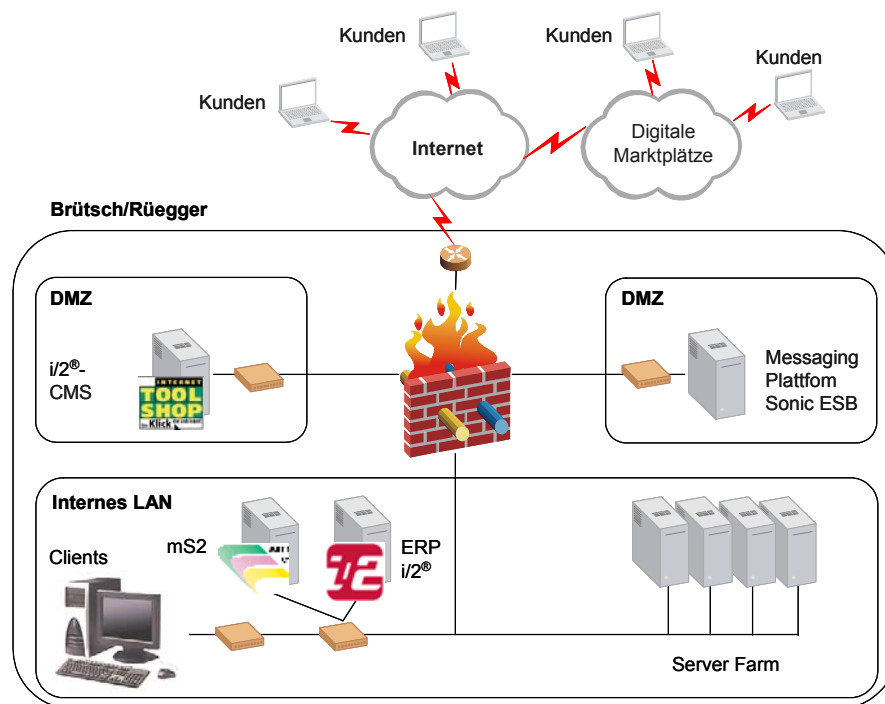 Kunden
Kunden
Kunden
Kunden
Internet
Digitale
Marktplätze
Brütsch/Rüegger
DMZ
i/2®-
CMS
INTERNET
TOOL
SHOP
Klick
DMZ
Messaging
Plattfom
Sonic ESB
Internes LAN
Clients
mS2
ERP
i/2®
Server Farm